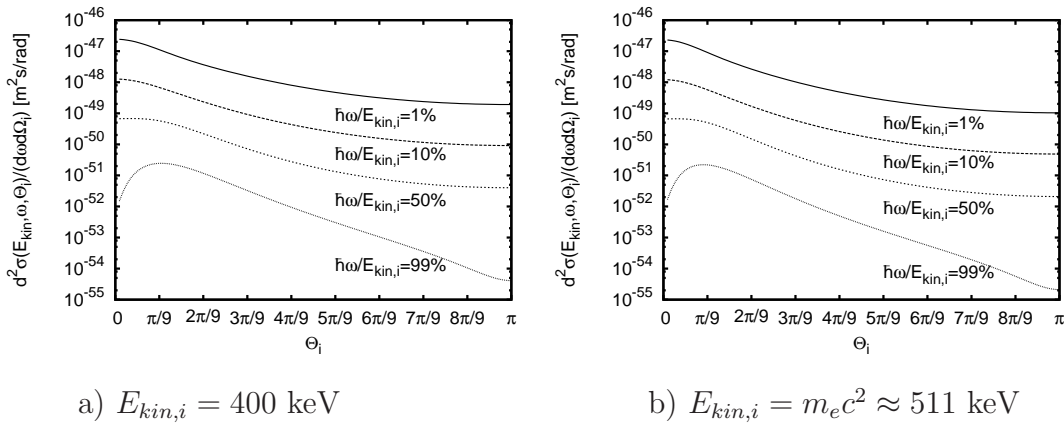 d²σ(E_kin,ω,Θ_i)/(dωdΩ_i) [m²s/rad]
10⁻⁴⁶
10⁻⁴⁷
10⁻⁴⁸
10⁻⁴⁹
10⁻⁵⁰
10⁻⁵¹
10⁻⁵²
10⁻⁵³
10⁻⁵⁴
10⁻⁵⁵
ħω/E_kin,i=1%
ħω/E_kin,i=10%
ħω/E_kin,i=50%
ħω/E_kin,i=99%
0 π/9 2π/9 3π/9 4π/9 5π/9 6π/9 7π/9 8π/9 π
Θ_i
a) E_kin,i = 400 keV
d²σ(E_kin,ω,Θ_i)/(dωdΩ_i) [m²s/rad]
10⁻⁴⁶
10⁻⁴⁷
10⁻⁴⁸
10⁻⁴⁹
10⁻⁵⁰
10⁻⁵¹
10⁻⁵²
10⁻⁵³
10⁻⁵⁴
10⁻⁵⁵
ħω/E_kin,i=1%
ħω/E_kin,i=10%
ħω/E_kin,i=50%
ħω/E_kin,i=99%
0 π/9 2π/9 3π/9 4π/9 5π/9 6π/9 7π/9 8π/9 π
Θ_i
b) E_kin,i = m_e c² ≈ 511 keV